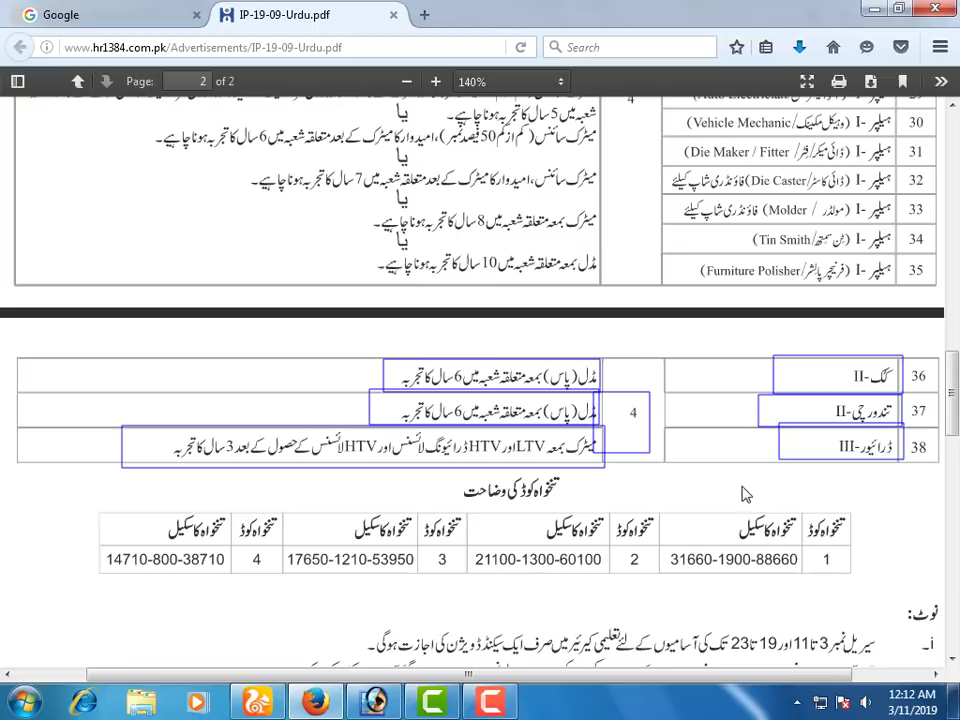 Google
IP-19-09-Urdu.pdf
www.hr1384.com.pk/Advertisements/IP-19-09-Urdu.pdf
Search
Page: 2 of 2
140%
شعبہ میں 5 سال کا تجربہ ہونا چاہیے۔
یا
میٹرک سائنس (کم از کم 50 فیصد نمبر)، امیدوار کا میٹرک کے بعد متعلقہ شعبہ میں 6 سال کا تجربہ ہونا چاہیے۔
یا
میٹرک سائنس، امیدوار کا میٹرک کے بعد متعلقہ شعبہ میں 7 سال کا تجربہ ہونا چاہیے۔
یا
میٹرک بمعہ متعلقہ شعبہ میں 8 سال کا تجربہ ہونا چاہیے۔
یا
مڈل بمعہ متعلقہ شعبہ میں 10 سال کا تجربہ ہونا چاہیے۔
4
30 ہیلپر -I (وہیکل مکینک/Vehicle Mechanic)
31 ہیلپر -I (ڈائی میکر/فٹر/ Die Maker / Fitter)
32 ہیلپر -I (ڈائی کاسٹر/Die Caster) فاؤنڈری شاپ کیلئے
33 ہیلپر -I (مولڈر / Molder) فاؤنڈری شاپ کیلئے
34 ہیلپر -I (ٹن سمتھ/Tin Smith)
35 ہیلپر -I (فرنیچر پالشر/Furniture Polisher)
36 کک-II مڈل (پاس) بمعہ متعلقہ شعبہ میں 6 سال کا تجربہ
37 تندورچی-II 4 مڈل (پاس) بمعہ متعلقہ شعبہ میں 6 سال کا تجربہ
38 ڈرائیور-III میٹرک بمعہ LTV اور HTV ڈرائیونگ لائسنس اور HTV لائسنس کے حصول کے بعد 3 سال کا تجربہ
تنخواہ کوڈ کی وضاحت
تنخواہ کوڈ تنخواہ کا سکیل تنخواہ کوڈ تنخواہ کا سکیل تنخواہ کوڈ تنخواہ کا سکیل تنخواہ کوڈ تنخواہ کا سکیل
1 31660-1900-88660 2 21100-1300-60100 3 17650-1210-53950 4 14710-800-38710
نوٹ:
i۔ سیریل نمبر 3 تا 11 اور 19 تا 23 تک کی آسامیوں کے لئے تعلیمی کیرئیر میں صرف ایک سیکنڈ ڈویژن کی اجازت ہوگی۔
12:12 AM
3/11/2019